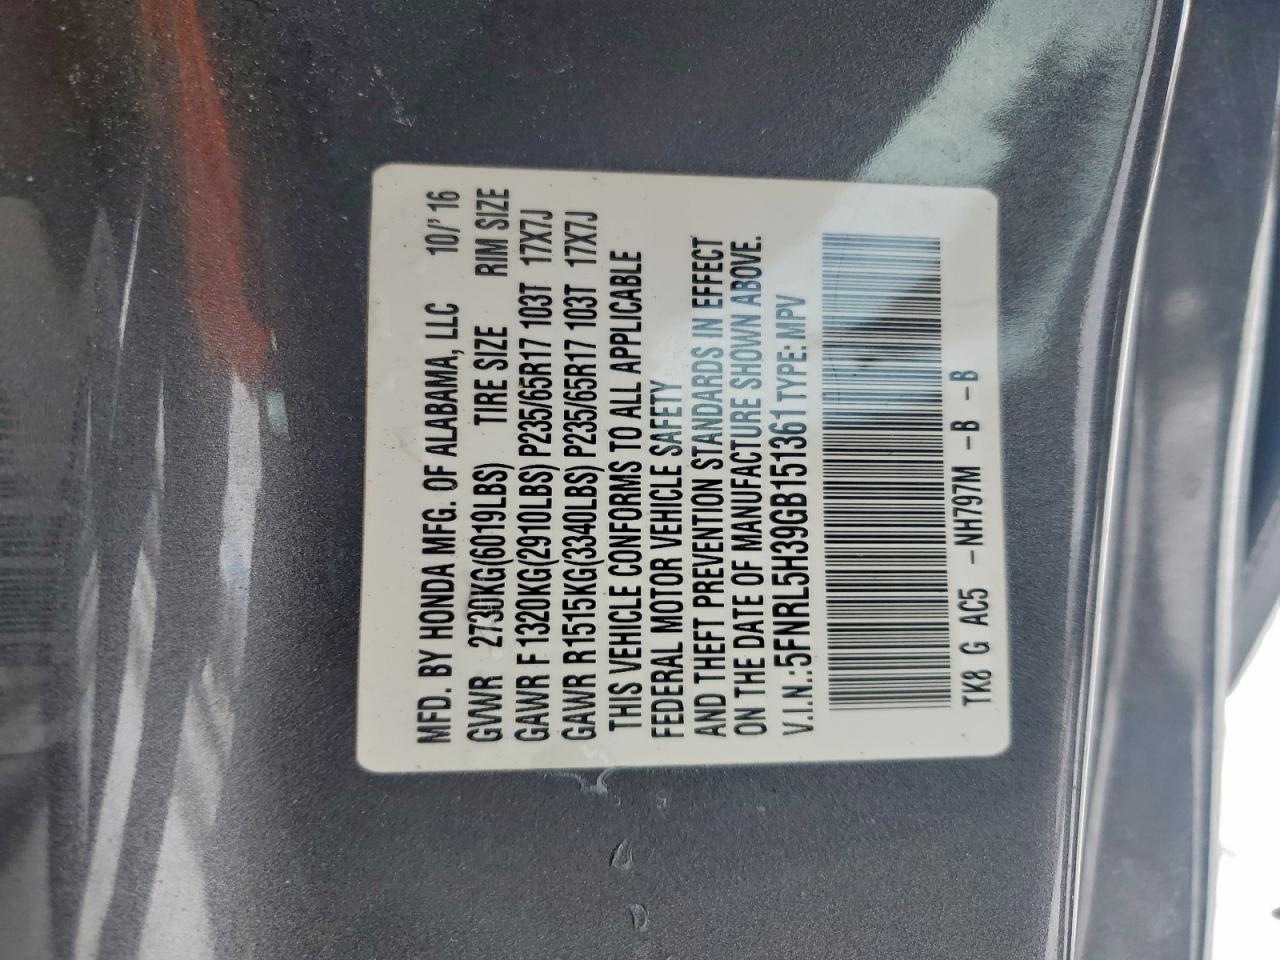 MFD. BY HONDA MFG. OF ALABAMA, LLC 10/'16
GVWR 2730KG(6019LBS) TIRE SIZE RIM SIZE
GAWR F 1320KG(2910LBS) P235/65R17 103T 17X7J
GAWR R1515KG(3340LBS) P235/65R17 103T 17X7J
THIS VEHICLE CONFORMS TO ALL APPLICABLE
FEDERAL MOTOR VEHICLE SAFETY
AND THEFT PREVENTION STANDARDS IN EFFECT
ON THE DATE OF MANUFACTURE SHOWN ABOVE.
V.I.N.:5FNRL5H39GB151361 TYPE: MPV
TK8 G AC5 -NH797M -B -B